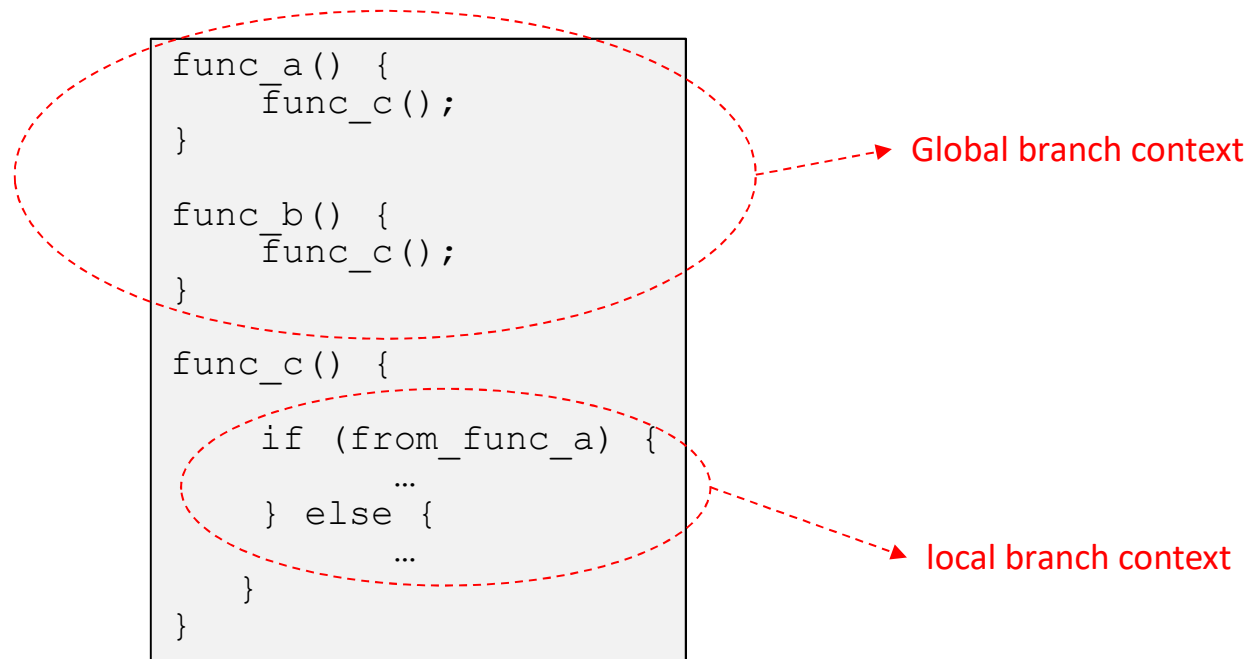 func_a() {
func_c();
}
func_b() {
func_c();
}
func_c() {
if (from_func_a) {
…
} else {
…
}
}
Global branch context
local branch context